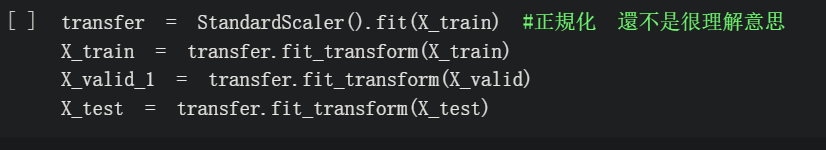 [ ] transfer = StandardScaler().fit(X_train) #正規化 還不是很理解意思
X_train = transfer.fit_transform(X_train)
X_valid_1 = transfer.fit_transform(X_valid)
X_test = transfer.fit_transform(X_test)